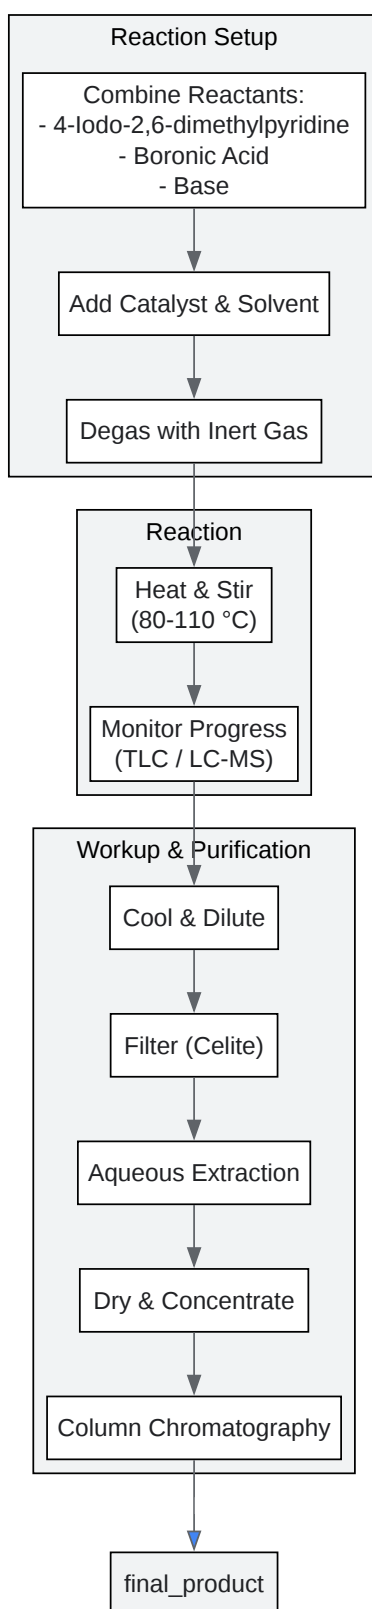 Reaction Setup
Combine Reactants:
- 4-Iodo-2,6-dimethylpyridine
- Boronic Acid
- Base
Add Catalyst & Solvent
Degas with Inert Gas
Reaction
Heat & Stir
(80-110 °C)
Monitor Progress
(TLC / LC-MS)
Workup & Purification
Cool & Dilute
Filter (Celite)
Aqueous Extraction
Dry & Concentrate
Column Chromatography
final_product